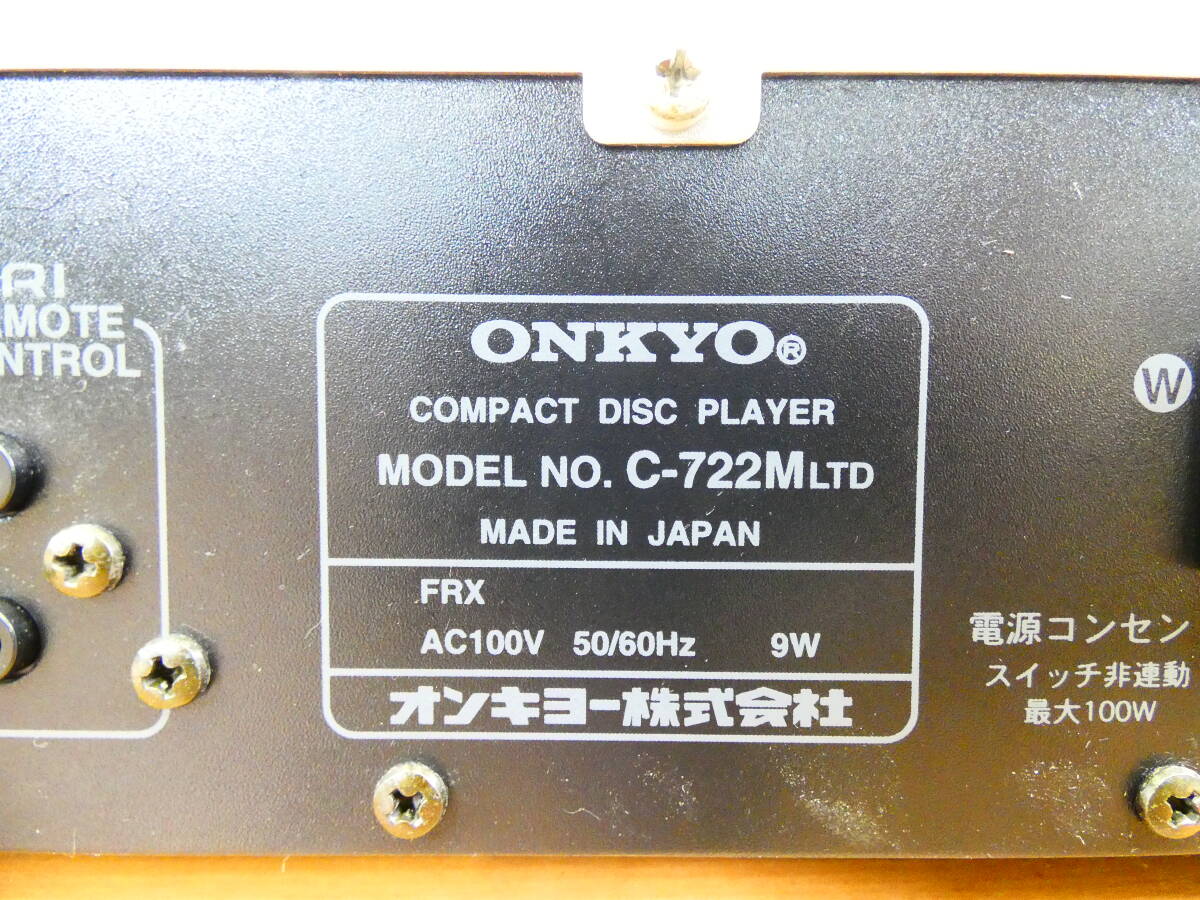 RI
MOTE
NTROL
ONKYO®
COMPACT DISC PLAYER
MODEL NO. C-722MLTD
MADE IN JAPAN
FRX
AC100V 50/60Hz 9W
オンキヨー株式会社
W
電源コンセン
スイッチ非連動
最大100W